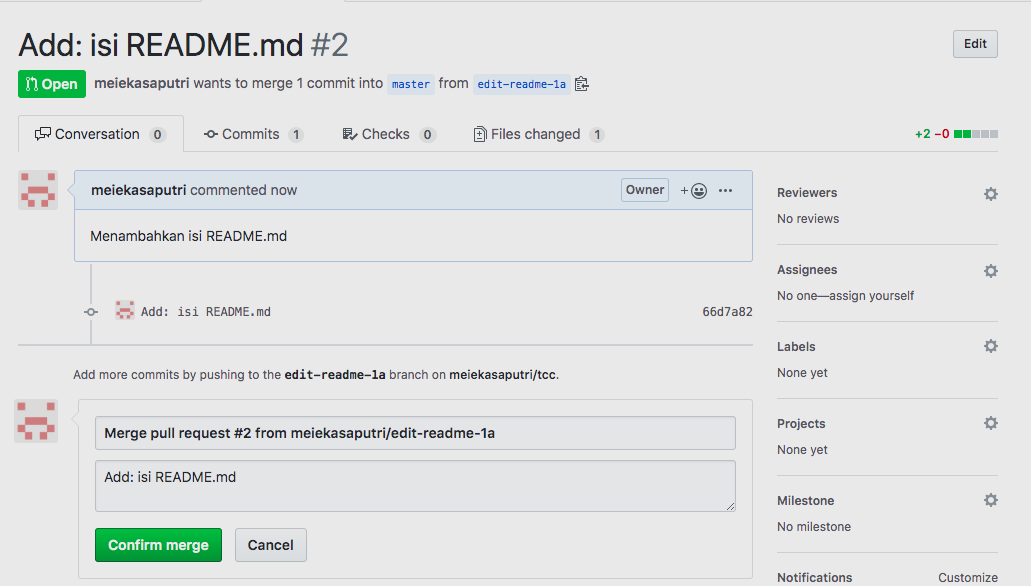 Add: isi README.md #2
Edit
Open meiekasaputri wants to merge 1 commit into master from edit-readme-1a
Conversation 0 Commits 1 Checks 0 Files changed 1 +2 −0
meiekasaputri commented now
Owner
Menambahkan isi README.md
Add: isi README.md 66d7a82
Add more commits by pushing to the edit-readme-1a branch on meiekasaputri/tcc.
Merge pull request #2 from meiekasaputri/edit-readme-1a
Add: isi README.md
Confirm merge Cancel
Reviewers
No reviews
Assignees
No one—assign yourself
Labels
None yet
Projects
None yet
Milestone
No milestone
Notifications Customize